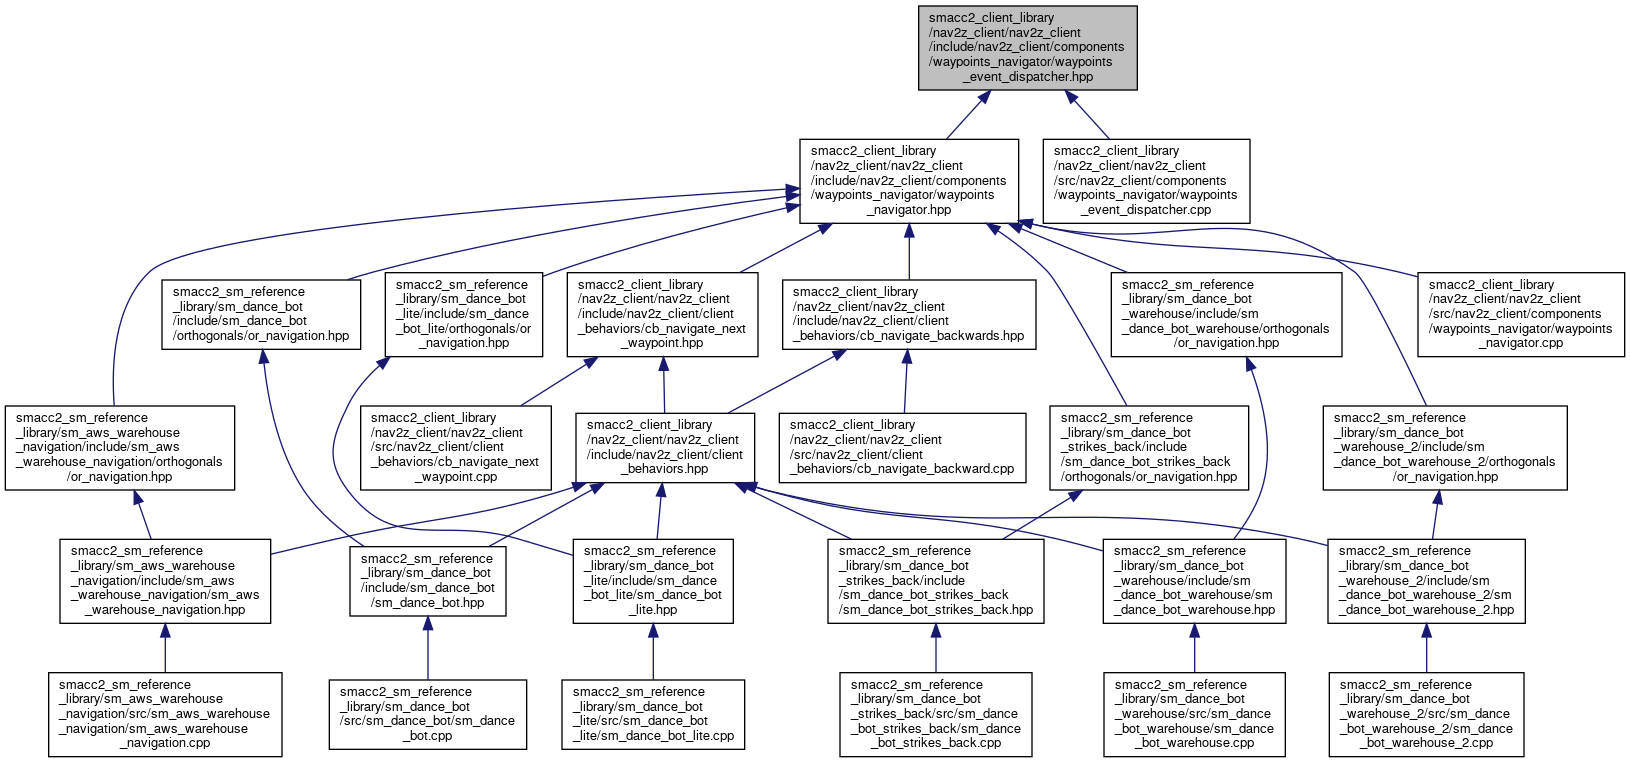 smacc2_client_library
/nav2z_client/nav2z_client
/include/nav2z_client/components
/waypoints_navigator/waypoints
_event_dispatcher.hpp
smacc2_client_library
/nav2z_client/nav2z_client
/include/nav2z_client/components
/waypoints_navigator/waypoints
_navigator.hpp
smacc2_client_library
/nav2z_client/nav2z_client
/src/nav2z_client/components
/waypoints_navigator/waypoints
_event_dispatcher.cpp
smacc2_sm_reference
_library/sm_dance_bot
/include/sm_dance_bot
/orthogonals/or_navigation.hpp
smacc2_sm_reference
_library/sm_dance_bot
_lite/include/sm_dance
_bot_lite/orthogonals/or
_navigation.hpp
smacc2_client_library
/nav2z_client/nav2z_client
/include/nav2z_client/client
_behaviors/cb_navigate_next
_waypoint.hpp
smacc2_client_library
/nav2z_client/nav2z_client
/include/nav2z_client/client
_behaviors/cb_navigate_backwards.hpp
smacc2_sm_reference
_library/sm_dance_bot
_warehouse/include/sm
_dance_bot_warehouse/orthogonals
/or_navigation.hpp
smacc2_client_library
/nav2z_client/nav2z_client
/src/nav2z_client/components
/waypoints_navigator/waypoints
_navigator.cpp
smacc2_sm_reference
_library/sm_aws_warehouse
_navigation/include/sm_aws
_warehouse_navigation/orthogonals
/or_navigation.hpp
smacc2_client_library
/nav2z_client/nav2z_client
/src/nav2z_client/client
_behaviors/cb_navigate_next
_waypoint.cpp
smacc2_client_library
/nav2z_client/nav2z_client
/include/nav2z_client/client
_behaviors.hpp
smacc2_client_library
/nav2z_client/nav2z_client
/src/nav2z_client/client
_behaviors/cb_navigate_backward.cpp
smacc2_sm_reference
_library/sm_dance_bot
_strikes_back/include
/sm_dance_bot_strikes_back
/orthogonals/or_navigation.hpp
smacc2_sm_reference
_library/sm_dance_bot
_warehouse_2/include/sm
_dance_bot_warehouse_2/orthogonals
/or_navigation.hpp
smacc2_sm_reference
_library/sm_aws_warehouse
_navigation/include/sm_aws
_warehouse_navigation/sm_aws
_warehouse_navigation.hpp
smacc2_sm_reference
_library/sm_dance_bot
/include/sm_dance_bot
/sm_dance_bot.hpp
smacc2_sm_reference
_library/sm_dance_bot
_lite/include/sm_dance
_bot_lite/sm_dance_bot
_lite.hpp
smacc2_sm_reference
_library/sm_dance_bot
_strikes_back/include
/sm_dance_bot_strikes_back
/sm_dance_bot_strikes_back.hpp
smacc2_sm_reference
_library/sm_dance_bot
_warehouse/include/sm
_dance_bot_warehouse/sm
_dance_bot_warehouse.hpp
smacc2_sm_reference
_library/sm_dance_bot
_warehouse_2/include/sm
_dance_bot_warehouse_2/sm
_dance_bot_warehouse_2.hpp
smacc2_sm_reference
_library/sm_aws_warehouse
_navigation/src/sm_aws_warehouse
_navigation/sm_aws_warehouse
_navigation.cpp
smacc2_sm_reference
_library/sm_dance_bot
/src/sm_dance_bot/sm_dance
_bot.cpp
smacc2_sm_reference
_library/sm_dance_bot
_lite/src/sm_dance_bot
_lite/sm_dance_bot_lite.cpp
smacc2_sm_reference
_library/sm_dance_bot
_strikes_back/src/sm_dance
_bot_strikes_back/sm_dance
_bot_strikes_back.cpp
smacc2_sm_reference
_library/sm_dance_bot
_warehouse/src/sm_dance
_bot_warehouse/sm_dance
_bot_warehouse.cpp
smacc2_sm_reference
_library/sm_dance_bot
_warehouse_2/src/sm_dance
_bot_warehouse_2/sm_dance
_bot_warehouse_2.cpp